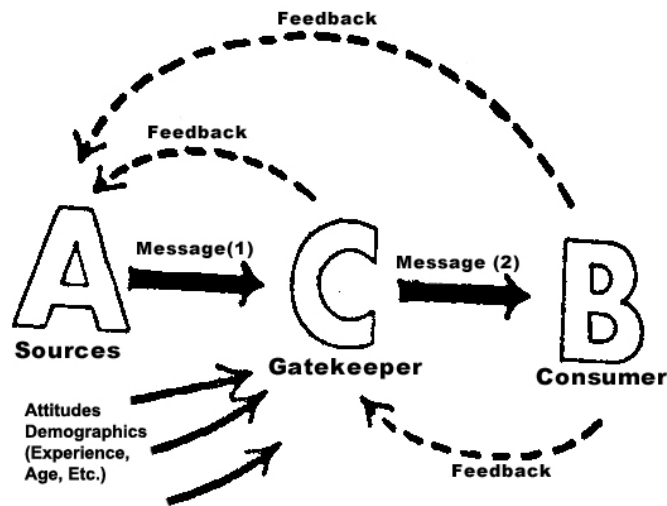 Feedback
Feedback
A
Message(1)
C
Message (2)
B
Sources
Gatekeeper
Consumer
Attitudes
Demographics
(Experience,
Age, Etc.)
Feedback